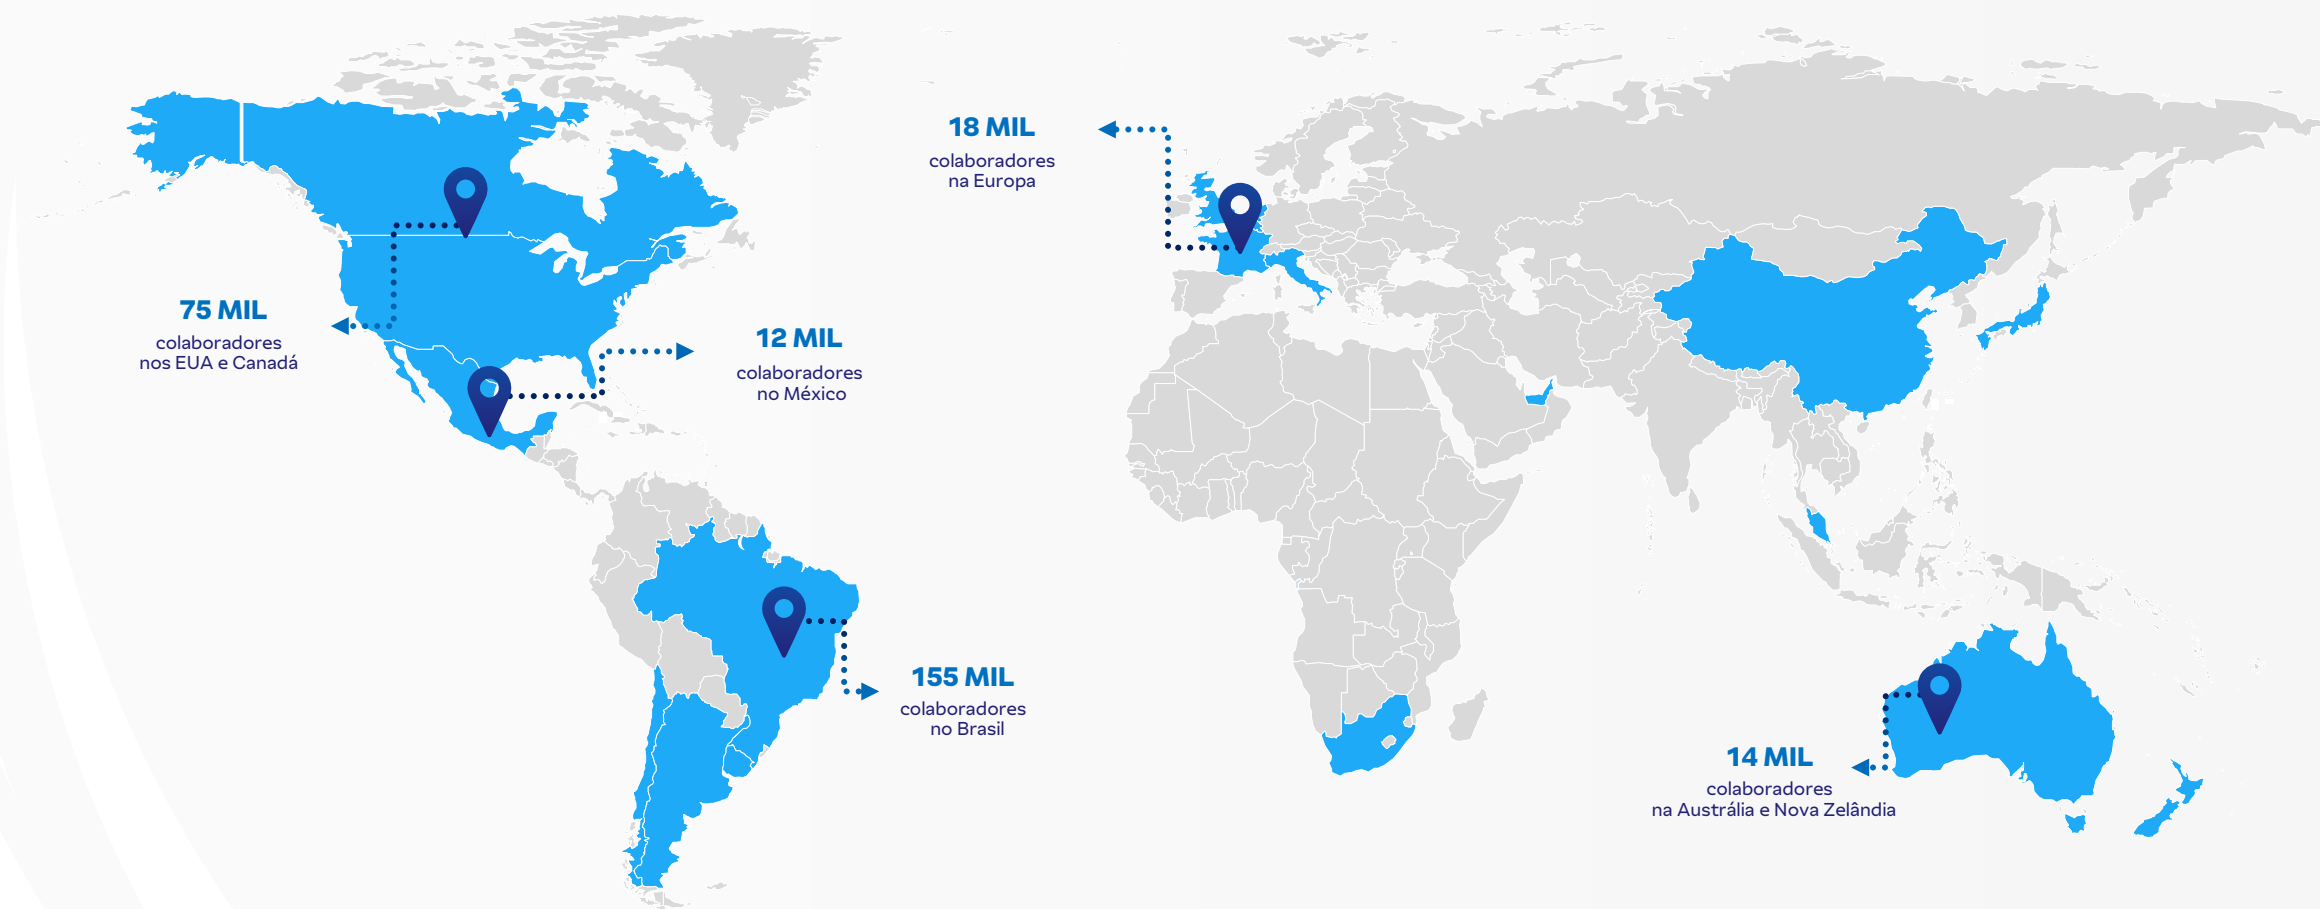 18 MIL
colaboradores
na Europa
75 MIL
colaboradores
nos EUA e Canadá
12 MIL
colaboradores
no México
155 MIL
colaboradores
no Brasil
14 MIL
colaboradores
na Austrália e Nova Zelândia